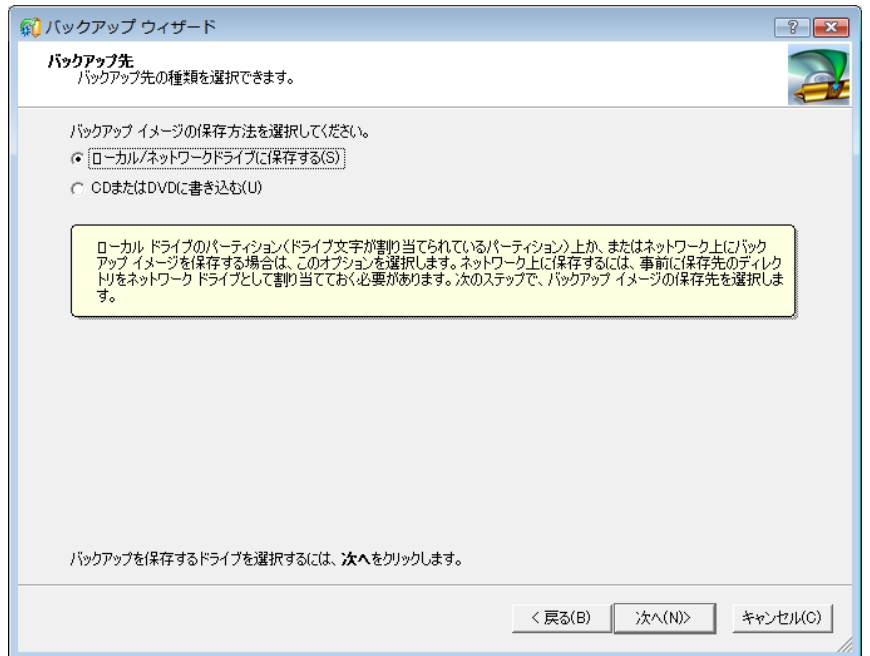 バックアップ ウィザード
バックアップ先
バックアップ先の種類を選択できます。
バックアップ イメージの保存方法を選択してください。
ローカル/ネットワークドライブに保存する(S)
CDまたはDVDに書き込む(U)
ローカル ドライブのパーティション(ドライブ文字が割り当てられているパーティション)上か、またはネットワーク上にバック
アップ イメージを保存する場合は、このオプションを選択します。ネットワーク上に保存するには、事前に保存先のディレク
トリをネットワーク ドライブとして割り当てておく必要があります。次のステップで、バックアップ イメージの保存先を選択しま
す。
バックアップを保存するドライブを選択するには、次へをクリックします。
< 戻る(B) 次へ(N)> キャンセル(C)